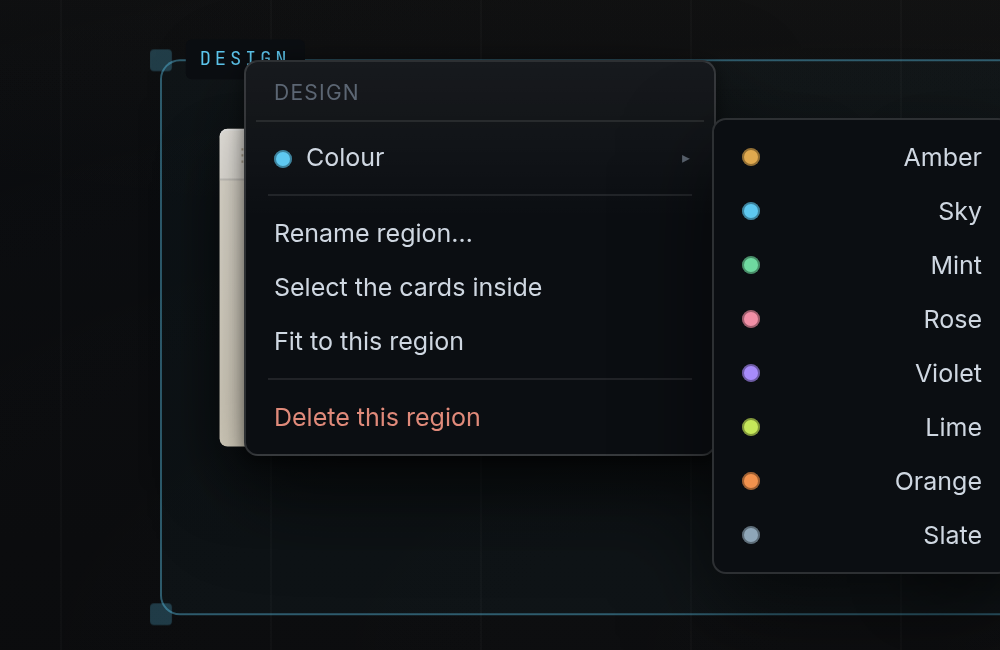 DESIGN
DESIGN
Colour
Rename region...
Select the cards inside
Fit to this region
Delete this region
Amber
Sky
Mint
Rose
Violet
Lime
Orange
Slate